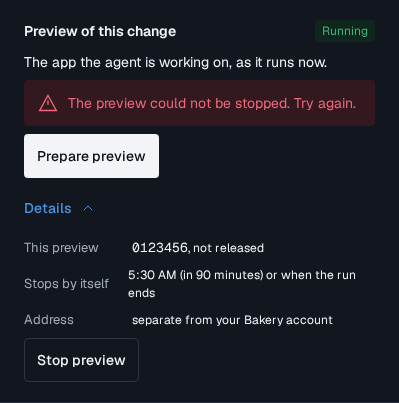 Preview of this change
Running
The app the agent is working on, as it runs now.
The preview could not be stopped. Try again.
Prepare preview
Details
This preview 0123456, not released
Stops by itself 5:30 AM (in 90 minutes) or when the run
ends
Address separate from your Bakery account
Stop preview